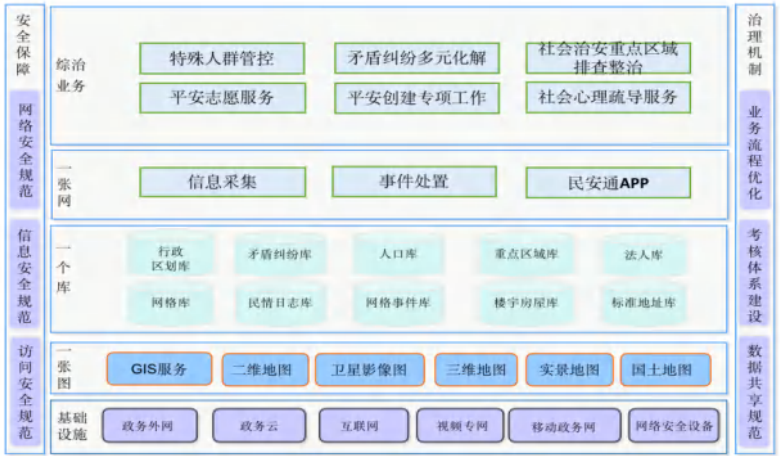 安全保障
网络安全规范
信息安全规范
访问安全规范
综治
业务
特殊人群管控
矛盾纠纷多元化解
社会治安重点区域
排查整治
平安志愿服务
平安创建专项工作
社会心理疏导服务
一张网
信息采集
事件处置
民安通APP
一个库
行政
区划库
矛盾纠纷库
人口库
重点区域库
法人库
网格库
民情日志库
网格事件库
楼宇房屋库
标准地址库
一张图
GIS服务
二维地图
卫星影像图
三维地图
实景地图
国土地图
基础
设施
政务外网
政务云
互联网
视频专网
移动政务网
网络安全设备
治理机制
业务流程优化
考核体系建设
数据共享规范